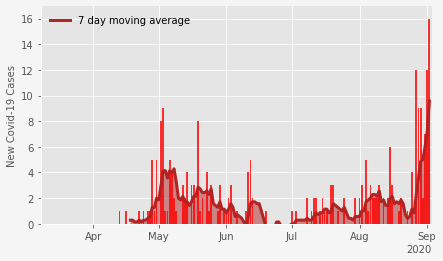 7 day moving average
New Covid-19 Cases
16
14
12
10
8
6
4
2
0
Apr
May
Jun
Jul
Aug
Sep
2020